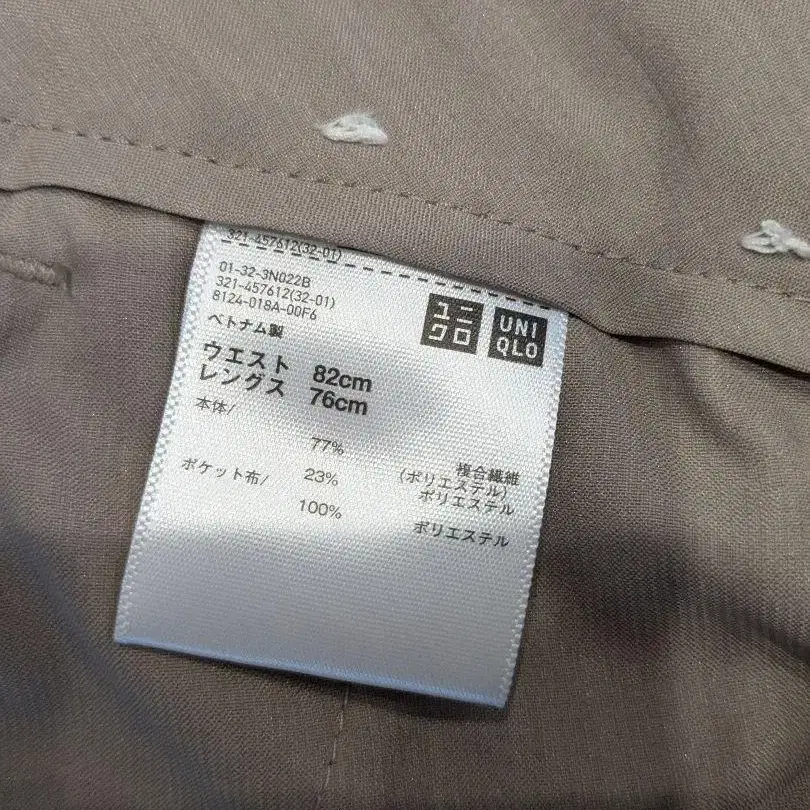 321-457612(32-01)
01-32-3N022B
321-457612(32-01)
8124-018A-00F6
ベトナム製
ユニ
クロ
UNI
QLO
ウエスト 82cm
レングス 76cm
本体/
77% 複合繊維
(ポリエステル)
23% ポリエステル
ポケット布/
100% ポリエステル